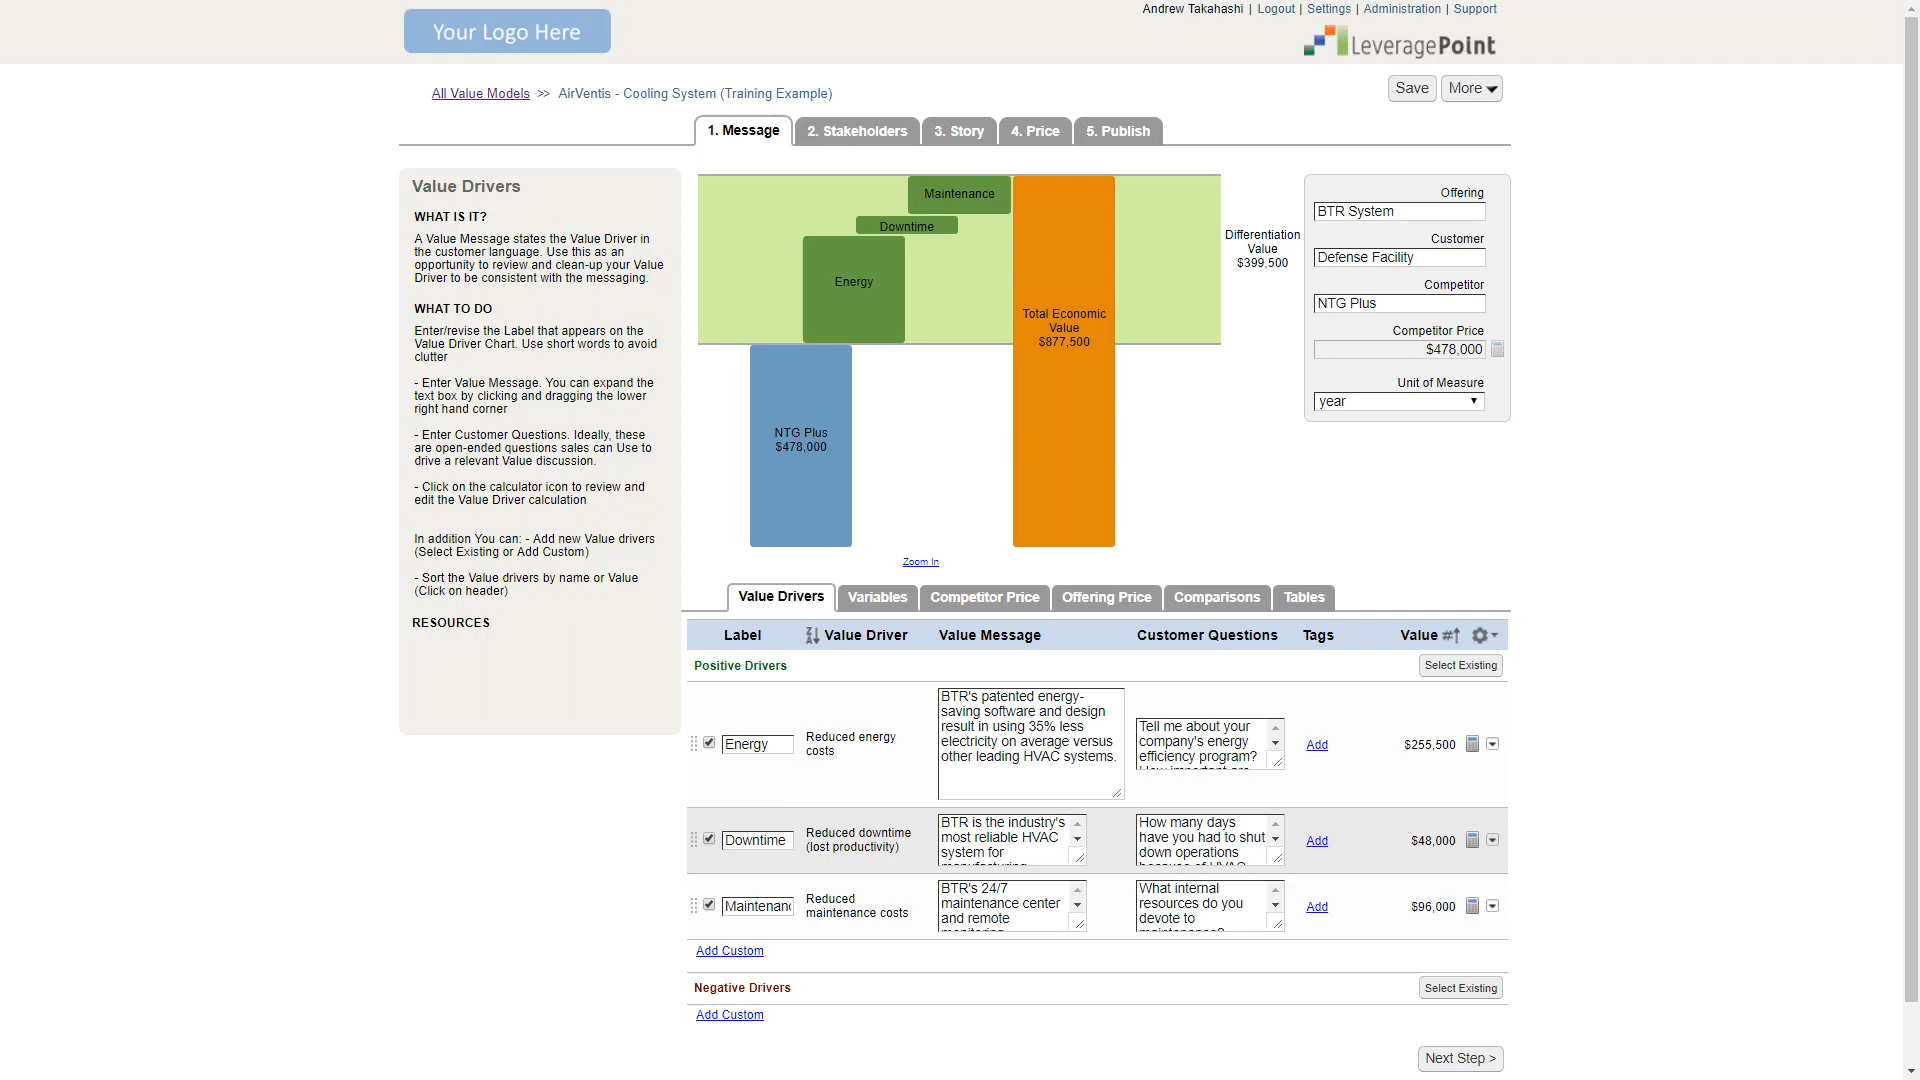 Your Logo Here
Andrew Takahashi | Logout | Settings | Administration | Support
LeveragePoint
All Value Models >> AirVentis - Cooling System (Training Example)
Save
More
1. Message
2. Stakeholders
3. Story
4. Price
5. Publish
Value Drivers
WHAT IS IT?
A Value Message states the Value Driver in
the customer language. Use this as an
opportunity to review and clean-up your Value
Driver to be consistent with the messaging.
WHAT TO DO
Enter/revise the Label that appears on the
Value Driver Chart. Use short words to avoid
clutter
- Enter Value Message. You can expand the
text box by clicking and dragging the lower
right hand corner
- Enter Customer Questions. Ideally, these
are open-ended questions sales can Use to
drive a relevant Value discussion.
- Click on the calculator icon to review and
edit the Value Driver calculation
In addition You can: - Add new Value drivers
(Select Existing or Add Custom)
- Sort the Value drivers by name or Value
(Click on header)
RESOURCES
Maintenance
Downtime
Energy
Total Economic
Value
$877,500
NTG Plus
$478,000
Differentiation
Value
$399,500
Zoom In
Offering
BTR System
Customer
Defense Facility
Competitor
NTG Plus
Competitor Price
$478,000
Unit of Measure
year
Value Drivers
Variables
Competitor Price
Offering Price
Comparisons
Tables
Label
Value Driver
Value Message
Customer Questions
Tags
Value
Positive Drivers
Select Existing
Energy
Reduced energy
costs
BTR's patented energy-
saving software and design
result in using 35% less
electricity on average versus
other leading HVAC systems.
Tell me about your
company's energy
efficiency program?
How important are
Add
$255,500
Downtime
Reduced downtime
(lost productivity)
BTR is the industry's
most reliable HVAC
system for
manufacturing
How many days
have you had to shut
down operations
because of HVAC
Add
$48,000
Maintenanc
Reduced
maintenance costs
BTR's 24/7
maintenance center
and remote
monitoring
What internal
resources do you
devote to
maintenance?
Add
$96,000
Add Custom
Negative Drivers
Select Existing
Add Custom
Next Step >